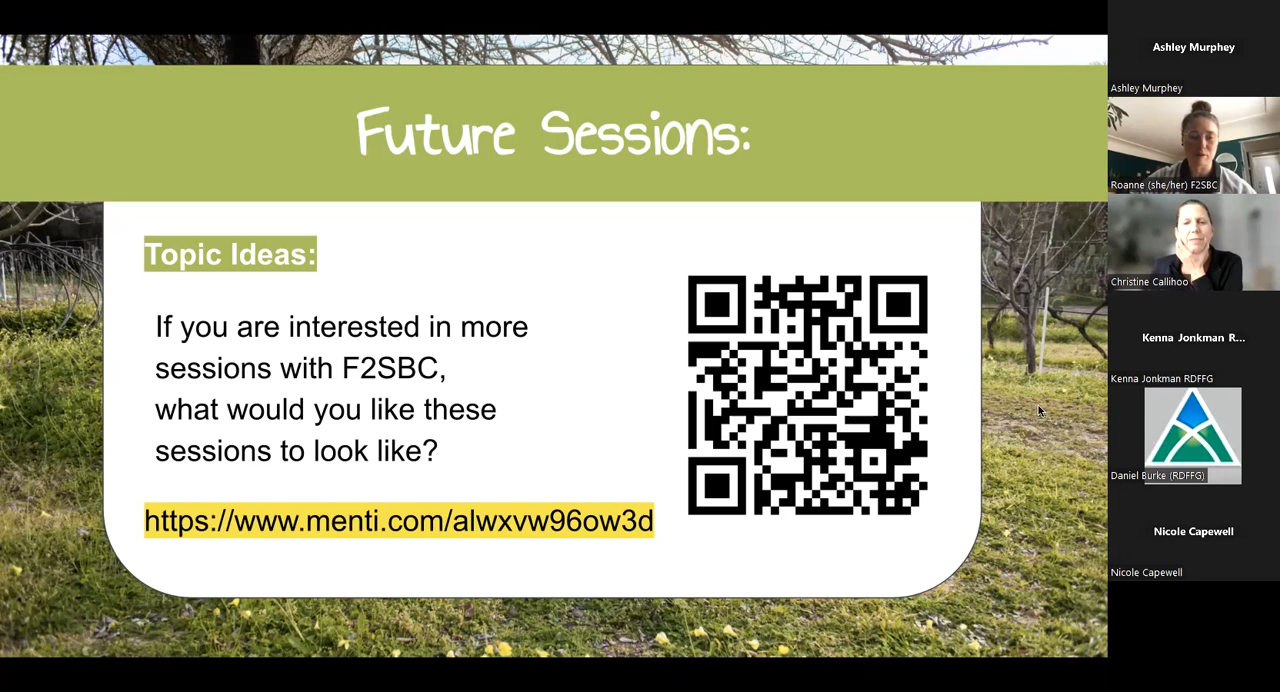 Future Sessions:
Topic Ideas:
If you are interested in more
sessions with F2SBC,
what would you like these
sessions to look like?
https://www.menti.com/alwxvw96ow3d
Ashley Murphey
Ashley Murphey
Roanne (she/her) F2SBC
Christine Callihoo
Kenna Jonkman R...
Kenna Jonkman RDFFG
Daniel Burke (RDFFG)
Nicole Capewell
Nicole Capewell